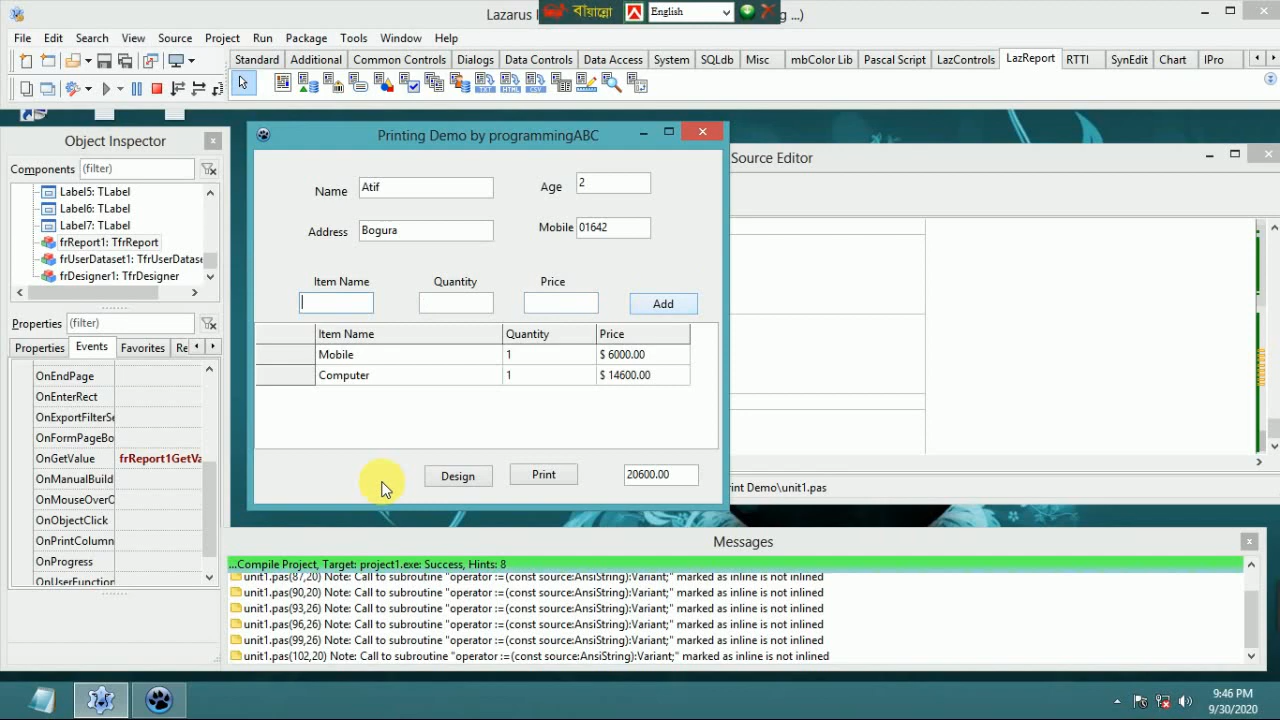 Lazarus
বায়ান্নো
English
...)
File Edit Search View Source Project Run Package Tools Window Help
Standard Additional Common Controls Dialogs Data Controls Data Access System SQLdb Misc mbColor Lib Pascal Script LazControls LazReport RTTI SynEdit Chart IPro
TXT HTML CSV
Object Inspector
Components (filter)
Label5: TLabel
Label6: TLabel
Label7: TLabel
frReport1: TfrReport
frUserDataset1: TfrUserDatase
frDesigner1: TfrDesigner
Properties (filter)
Properties Events Favorites Re
OnEndPage
OnEnterRect
OnExportFilterSe
OnFormPageBo
OnGetValue frReport1GetVa
OnManualBuild
OnMouseOverO
OnObjectClick
OnPrintColumn
OnProgress
OnUserFunction
Printing Demo by programmingABC
Name Atif Age 2
Address Bogura Mobile 01642
Item Name Quantity Price
Add
Item Name Quantity Price
Mobile 1 $ 6000.00
Computer 1 $ 14600.00
Design Print 20600.00
Source Editor
int Demo\unit1.pas
Messages
...Compile Project, Target: project1.exe: Success, Hints: 8
unit1.pas(87,20) Note: Call to subroutine "operator :=(const source:AnsiString):Variant;" marked as inline is not inlined
unit1.pas(90,20) Note: Call to subroutine "operator :=(const source:AnsiString):Variant;" marked as inline is not inlined
unit1.pas(93,26) Note: Call to subroutine "operator :=(const source:AnsiString):Variant;" marked as inline is not inlined
unit1.pas(96,26) Note: Call to subroutine "operator :=(const source:AnsiString):Variant;" marked as inline is not inlined
unit1.pas(99,26) Note: Call to subroutine "operator :=(const source:AnsiString):Variant;" marked as inline is not inlined
unit1.pas(102,20) Note: Call to subroutine "operator :=(const source:AnsiString):Variant;" marked as inline is not inlined
9:46 PM
9/30/2020